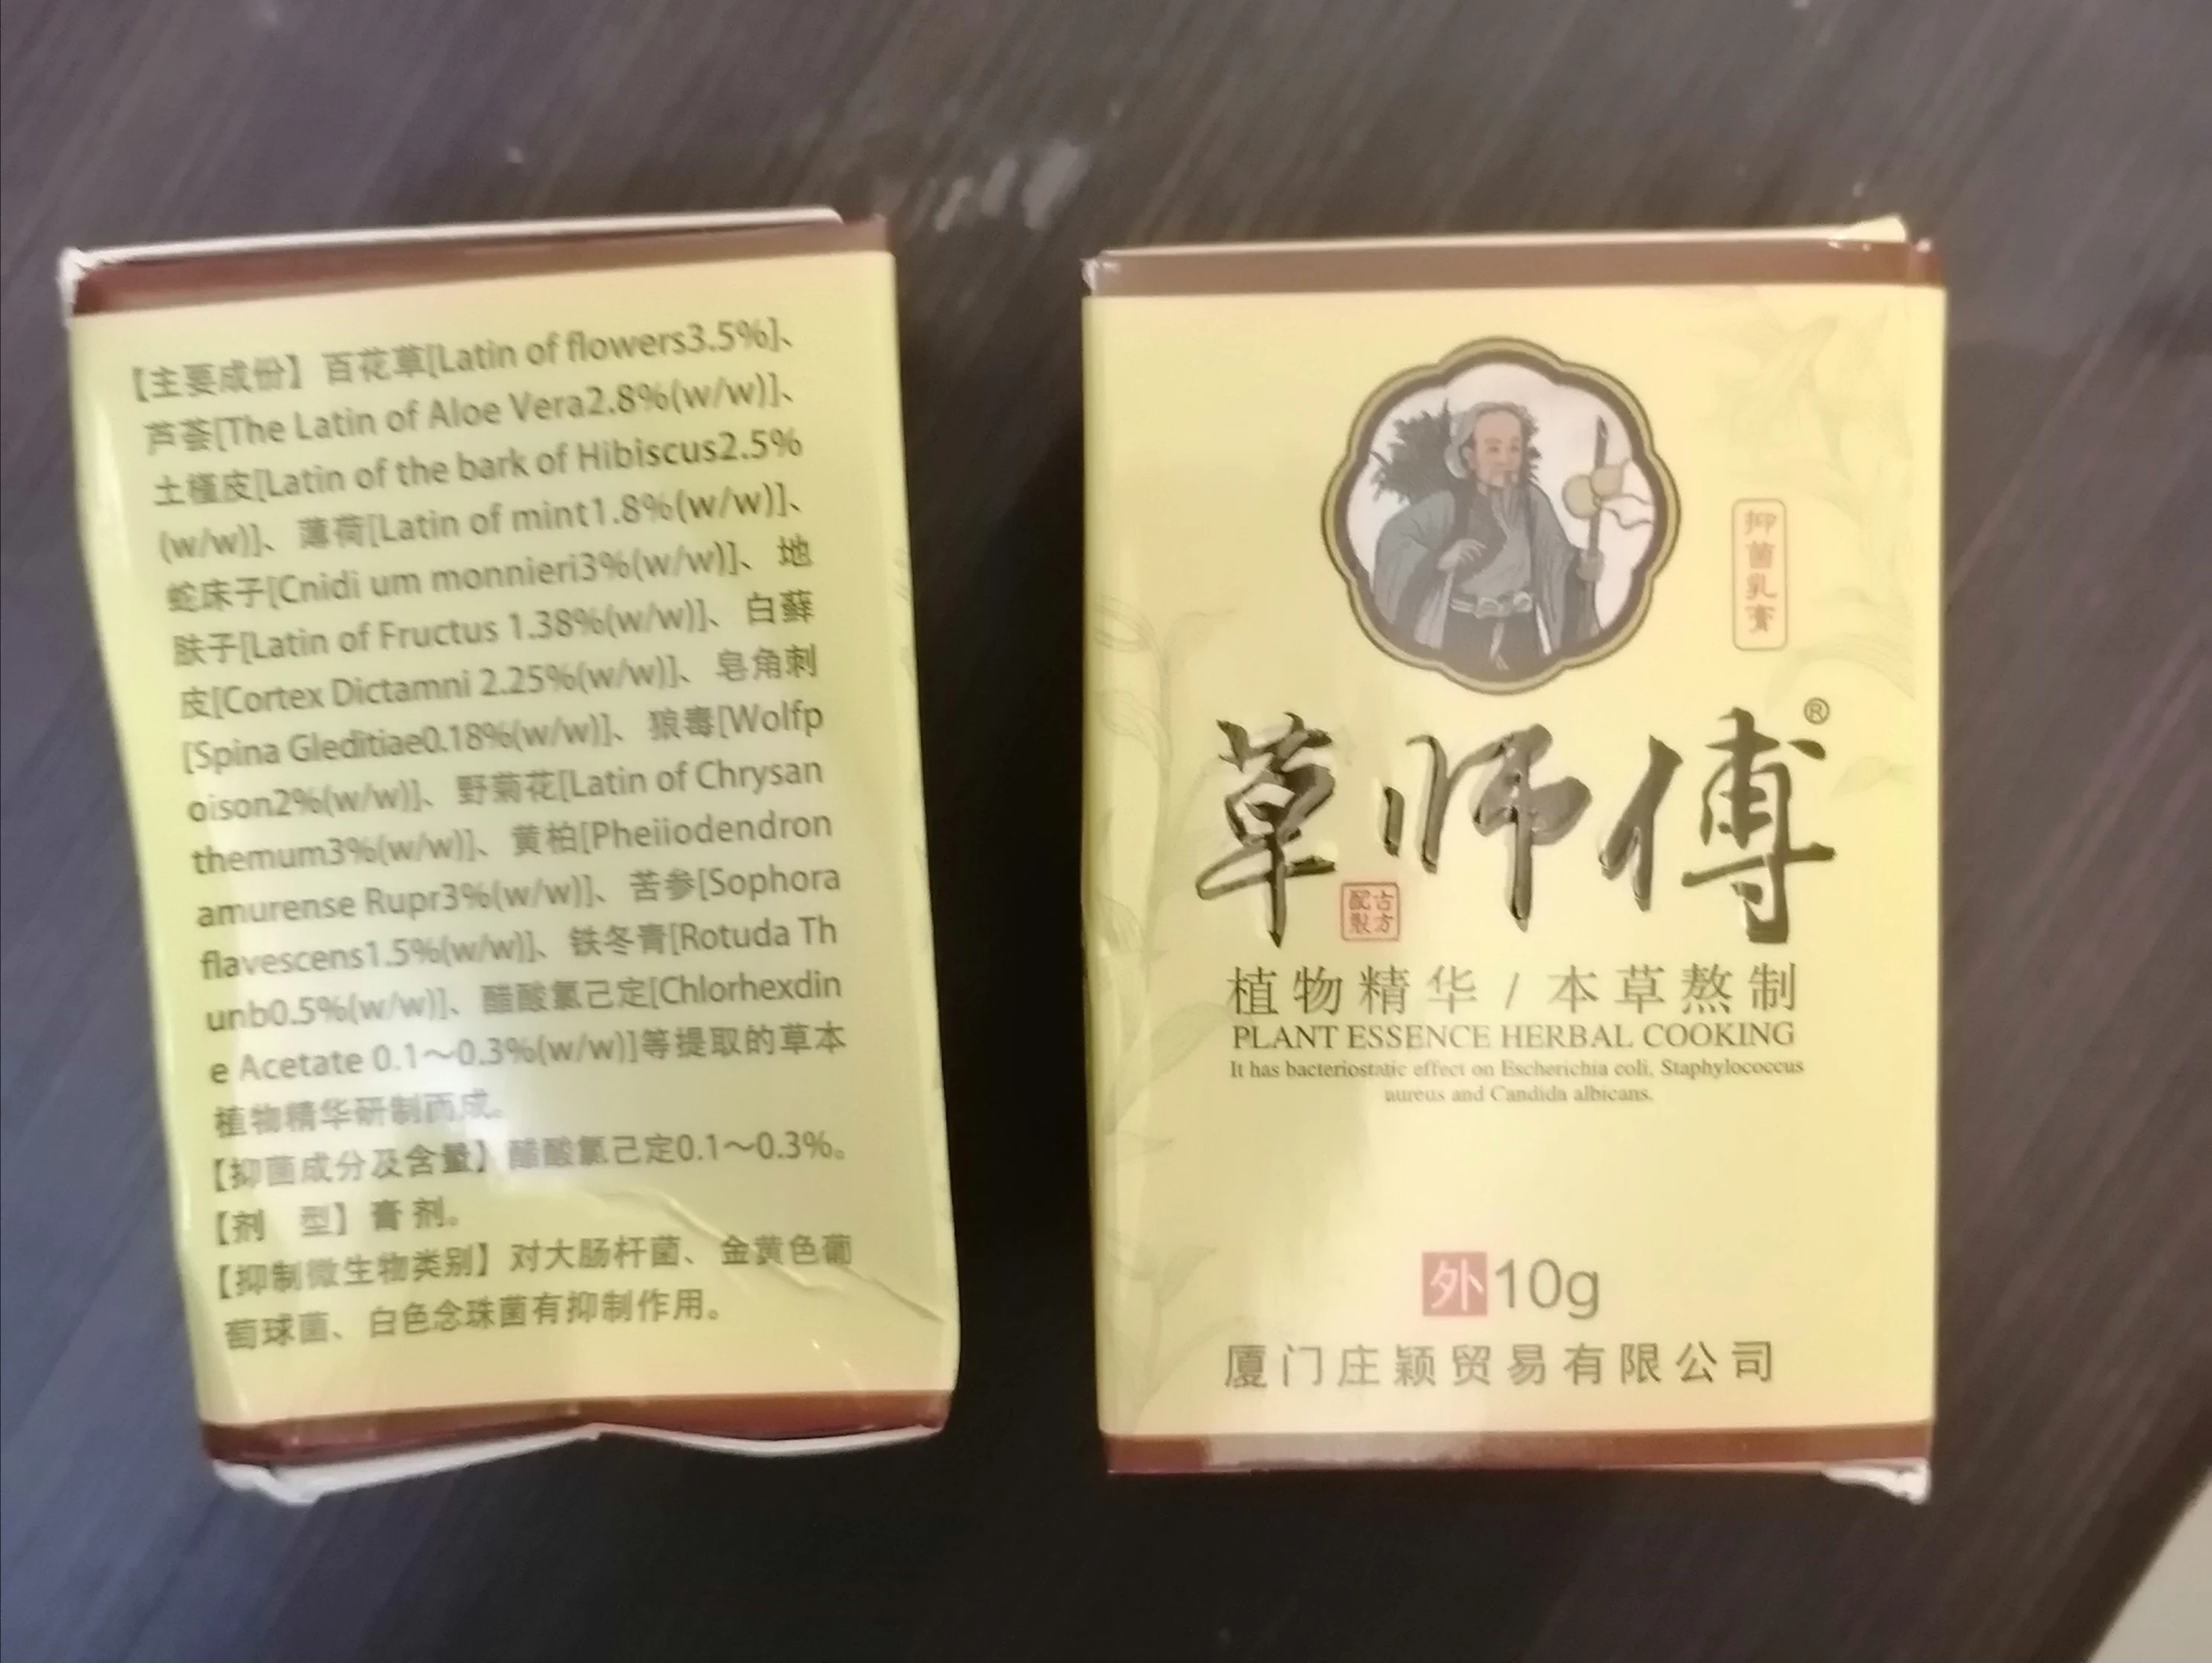 【主要成份】百花草[Latin of flowers3.5%]、
芦荟[The Latin of Aloe Vera2.8%(w/w)]、
土槿皮[Latin of the bark of Hibiscus2.5%
(w/w)]、薄荷[Latin of mint1.8%(w/w)]、
蛇床子[Cnidi um monnieri3%(w/w)]、地
肤子[Latin of Fructus 1.38%(w/w)]、白藓
皮[Cortex Dictamni 2.25%(w/w)]、皂角刺
[Spina Gleditiae0.18%(w/w)]、狼毒[Wolfp
oison2%(w/w)]、野菊花[Latin of Chrysan
themum3%(w/w)]、黄柏[Pheiiodendron
amurense Rupr3%(w/w)]、苦参[Sophora
flavescens1.5%(w/w)]、铁冬青[Rotuda Th
unb0.5%(w/w)]、醋酸氯己定[Chlorhexdin
e Acetate 0.1～0.3%(w/w)]等提取的草本
植物精华研制而成。
【抑菌成分及含量】醋酸氯己定0.1～0.3%。
【剂 型】膏剂。
【抑制微生物类别】对大肠杆菌、金黄色葡
萄球菌、白色念珠菌有抑制作用。
抑菌乳膏
草师傅®
古方
配製
植物精华/本草熬制
PLANT ESSENCE HERBAL COOKING
It has bacteriostatic effect on Escherichia coli, Staphylococcus
aureus and Candida albicans.
外10g
厦门庄颖贸易有限公司